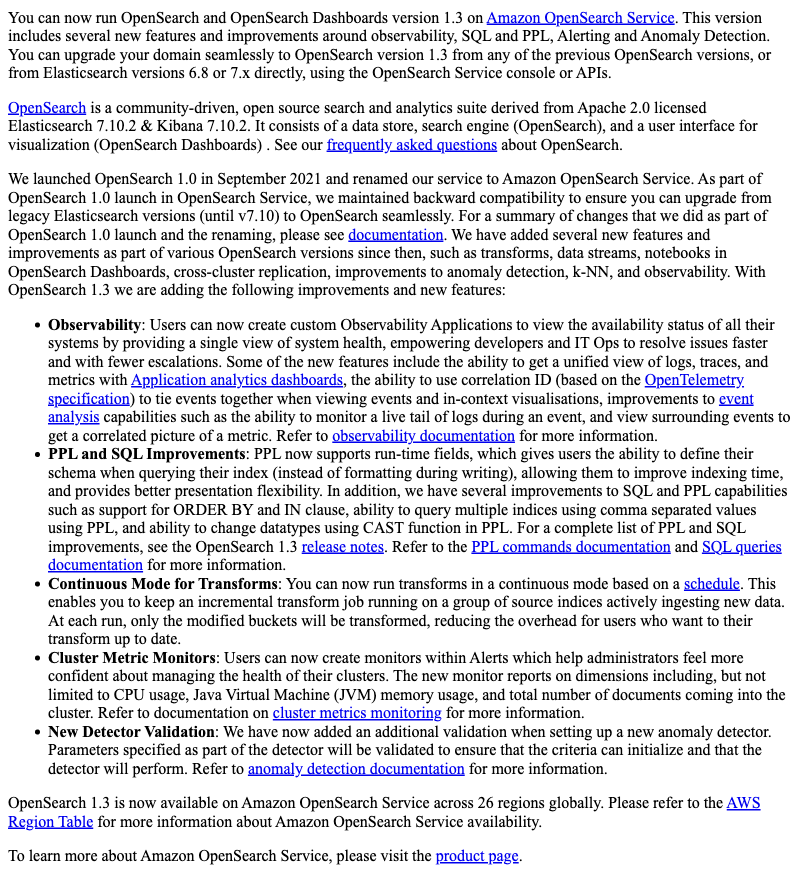 You can now run OpenSearch and OpenSearch Dashboards version 1.3 on Amazon OpenSearch Service. This version
includes several new features and improvements around observability, SQL and PPL, Alerting and Anomaly Detection.
You can upgrade your domain seamlessly to OpenSearch version 1.3 from any of the previous OpenSearch versions, or
from Elasticsearch versions 6.8 or 7.x directly, using the OpenSearch Service console or APIs.
OpenSearch is a community-driven, open source search and analytics suite derived from Apache 2.0 licensed
Elasticsearch 7.10.2 & Kibana 7.10.2. It consists of a data store, search engine (OpenSearch), and a user interface for
visualization (OpenSearch Dashboards) . See our frequently asked questions about OpenSearch.
We launched OpenSearch 1.0 in September 2021 and renamed our service to Amazon OpenSearch Service. As part of
OpenSearch 1.0 launch in OpenSearch Service, we maintained backward compatibility to ensure you can upgrade from
legacy Elasticsearch versions (until v7.10) to OpenSearch seamlessly. For a summary of changes that we did as part of
OpenSearch 1.0 launch and the renaming, please see documentation. We have added several new features and
improvements as part of various OpenSearch versions since then, such as transforms, data streams, notebooks in
OpenSearch Dashboards, cross-cluster replication, improvements to anomaly detection, k-NN, and observability. With
OpenSearch 1.3 we are adding the following improvements and new features:
• Observability: Users can now create custom Observability Applications to view the availability status of all their
systems by providing a single view of system health, empowering developers and IT Ops to resolve issues faster
and with fewer escalations. Some of the new features include the ability to get a unified view of logs, traces, and
metrics with Application analytics dashboards, the ability to use correlation ID (based on the OpenTelemetry
specification) to tie events together when viewing events and in-context visualisations, improvements to event
analysis capabilities such as the ability to monitor a live tail of logs during an event, and view surrounding events to
get a correlated picture of a metric. Refer to observability documentation for more information.
• PPL and SQL Improvements: PPL now supports run-time fields, which gives users the ability to define their
schema when querying their index (instead of formatting during writing), allowing them to improve indexing time,
and provides better presentation flexibility. In addition, we have several improvements to SQL and PPL capabilities
such as support for ORDER BY and IN clause, ability to query multiple indices using comma separated values
using PPL, and ability to change datatypes using CAST function in PPL. For a complete list of PPL and SQL
improvements, see the OpenSearch 1.3 release notes. Refer to the PPL commands documentation and SQL queries
documentation for more information.
• Continuous Mode for Transforms: You can now run transforms in a continuous mode based on a schedule. This
enables you to keep an incremental transform job running on a group of source indices actively ingesting new data.
At each run, only the modified buckets will be transformed, reducing the overhead for users who want to their
transform up to date.
• Cluster Metric Monitors: Users can now create monitors within Alerts which help administrators feel more
confident about managing the health of their clusters. The new monitor reports on dimensions including, but not
limited to CPU usage, Java Virtual Machine (JVM) memory usage, and total number of documents coming into the
cluster. Refer to documentation on cluster metrics monitoring for more information.
• New Detector Validation: We have now added an additional validation when setting up a new anomaly detector.
Parameters specified as part of the detector will be validated to ensure that the criteria can initialize and that the
detector will perform. Refer to anomaly detection documentation for more information.
OpenSearch 1.3 is now available on Amazon OpenSearch Service across 26 regions globally. Please refer to the AWS
Region Table for more information about Amazon OpenSearch Service availability.
To learn more about Amazon OpenSearch Service, please visit the product page.